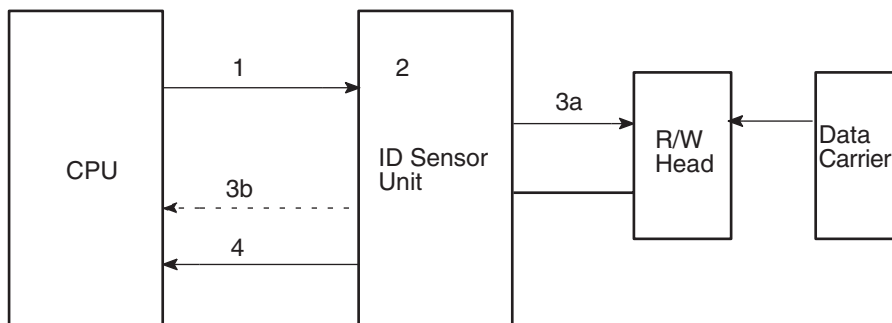 1
2
3a
CPU
ID Sensor
Unit
R/W
Head
Data
Carrier
3b
4